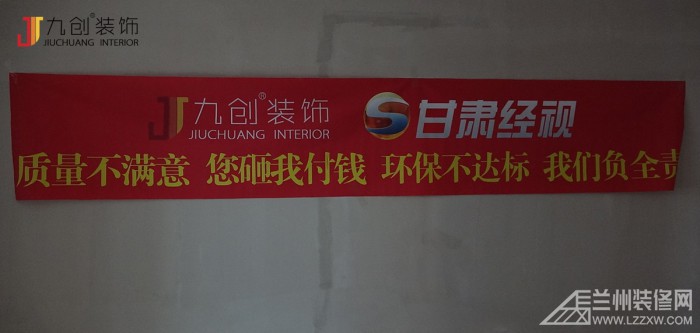 九创装饰
JIUCHUANG INTERIOR
九创®装饰 甘肃经视
JIUCHUANG INTERIOR
质量不满意 您砸我付钱 环保不达标 我们负全责
兰州装修网
WWW.LZZXW.COM